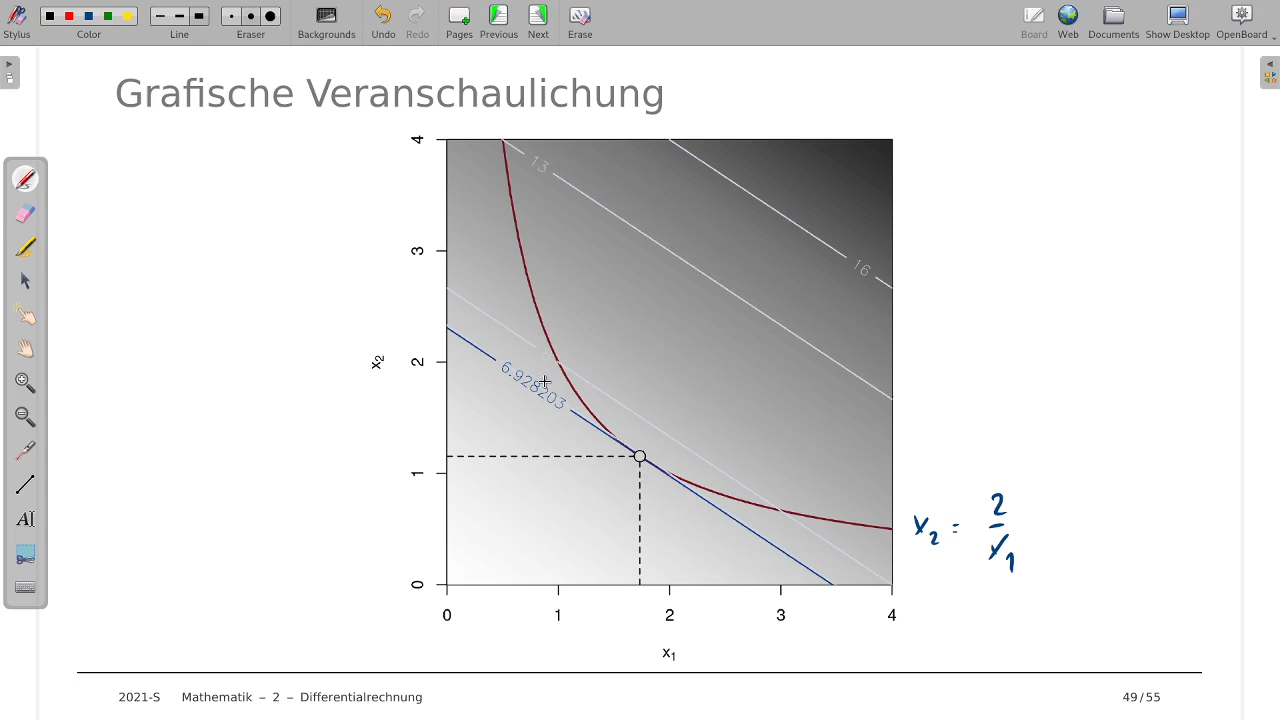 Stylus Color Line Eraser Backgrounds Undo Redo Pages Previous Next Erase Board Web Documents Show Desktop OpenBoard
Grafische Veranschaulichung
4
13
3
16
x2
2
6.928203
1
x2 = 2/x1
0
0 1 2 3 4
x1
2021-S Mathematik – 2 – Differentialrechnung 49/55